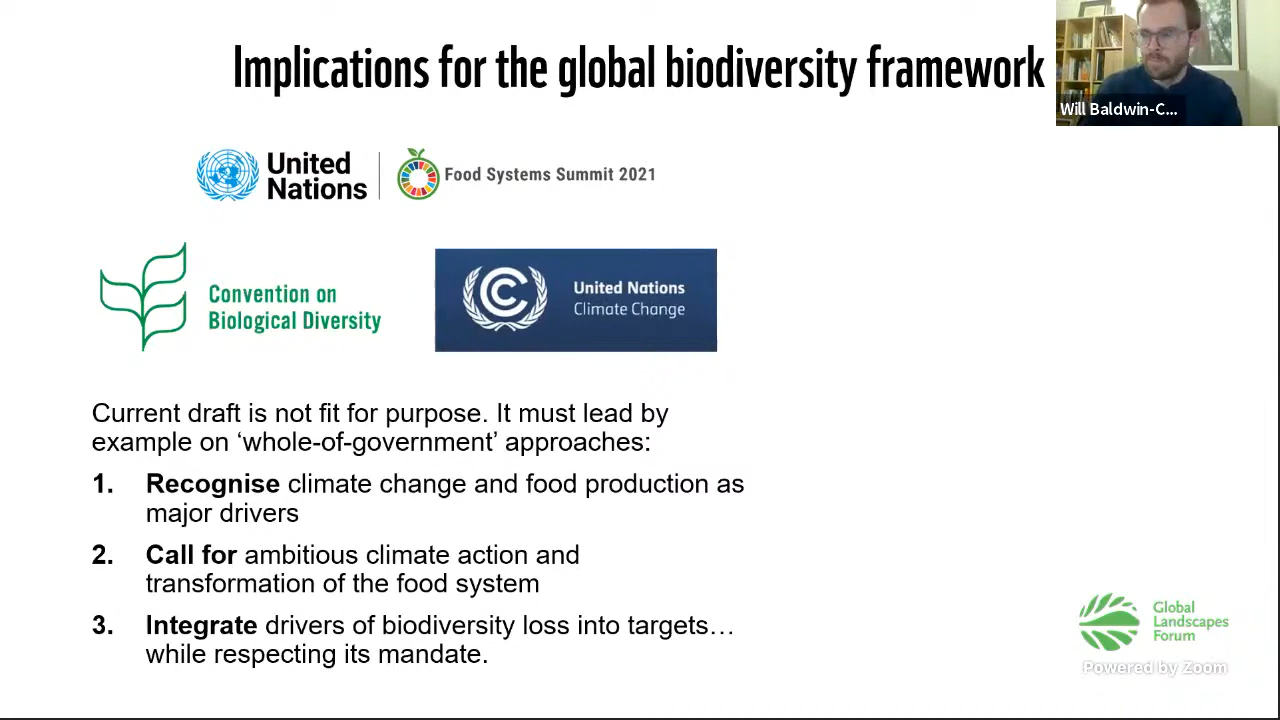 Implications for the global biodiversity framework
Will Baldwin-C...
United
Nations
Food Systems Summit 2021
Convention on
Biological Diversity
United Nations
Climate Change
Current draft is not fit for purpose. It must lead by
example on ‘whole-of-government’ approaches:
1. Recognise climate change and food production as
major drivers
2. Call for ambitious climate action and
transformation of the food system
3. Integrate drivers of biodiversity loss into targets…
while respecting its mandate.
Global
Landscapes
Forum
Powered by Zoom